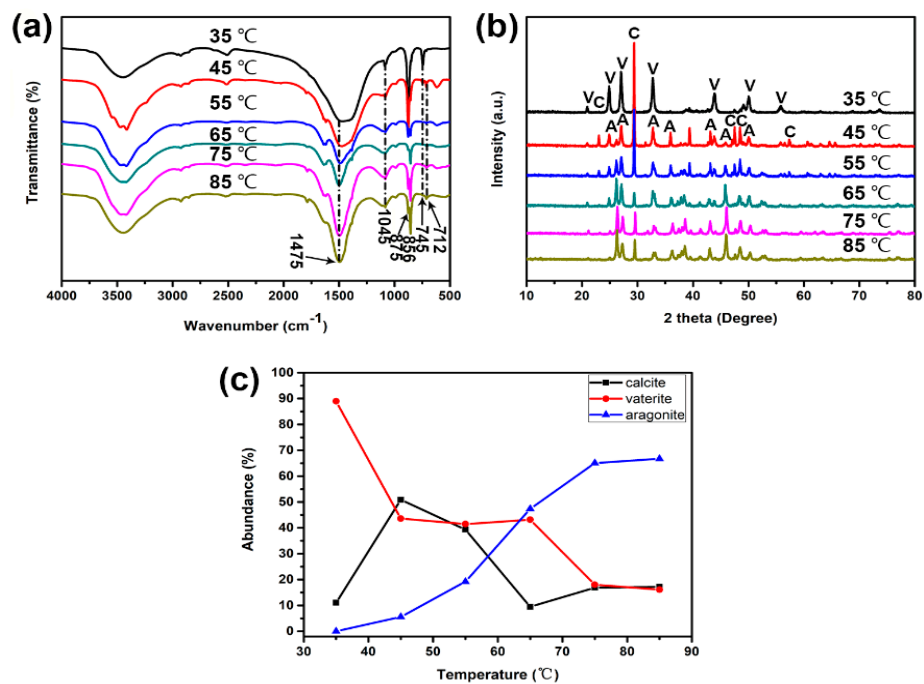 (a)
35 ℃
45 ℃
55 ℃
65 ℃
75 ℃
85 ℃
1475
1045
875
856
745
712
Transmittance (%)
4000 3500 3000 2500 2000 1500 1000 500
Wavenumber (cm-1)
(b)
C
V C V V V V V V
35 ℃
A A A A A C C A C
45 ℃
A
55 ℃
65 ℃
75 ℃
85 ℃
Intensity (a.u.)
10 20 30 40 50 60 70 80
2 theta (Degree)
(c)
calcite
vaterite
aragonite
100
90
80
70
60
50
40
30
20
10
0
Abundance (%)
30 40 50 60 70 80 90
Temperature (℃)